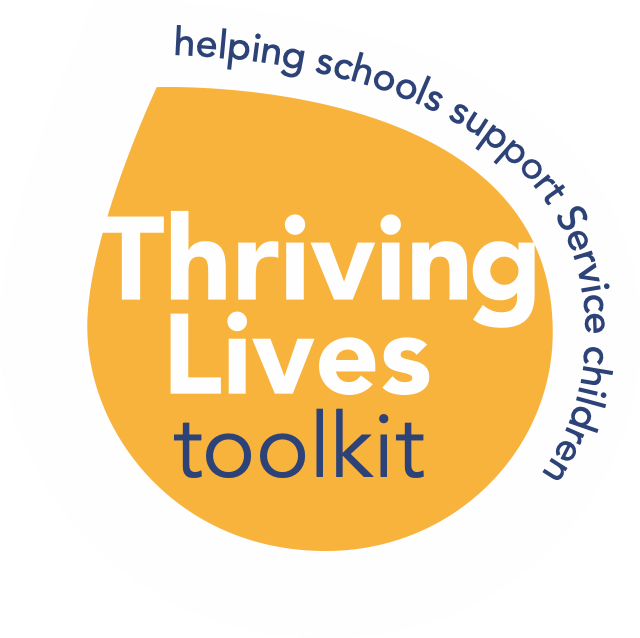 helping schools support Service children
Thriving
Lives
toolkit